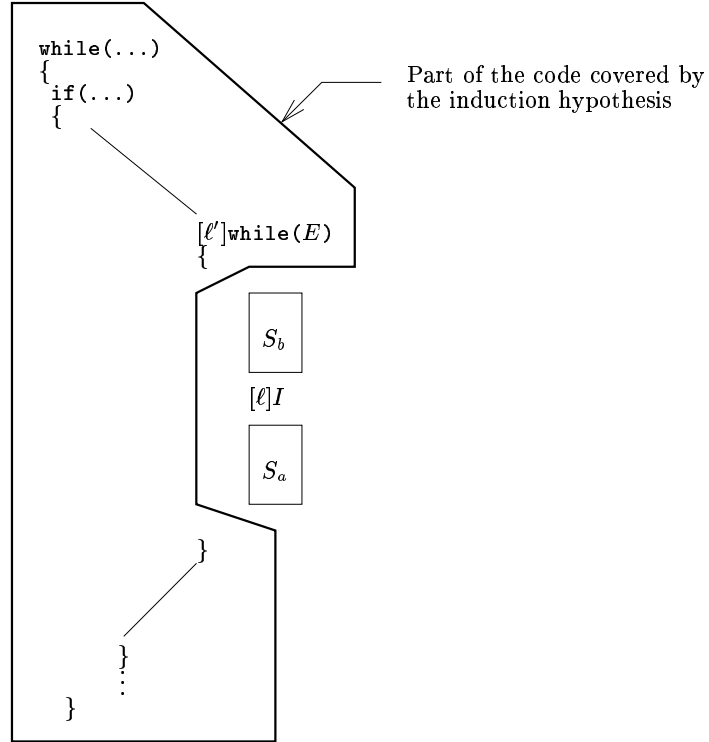 while(...)
{
if(...)
{
Part of the code covered by
the induction hypothesis
[ℓ′]while(E)
{
S_b
[ℓ]I
S_a
}
}
⋮
}